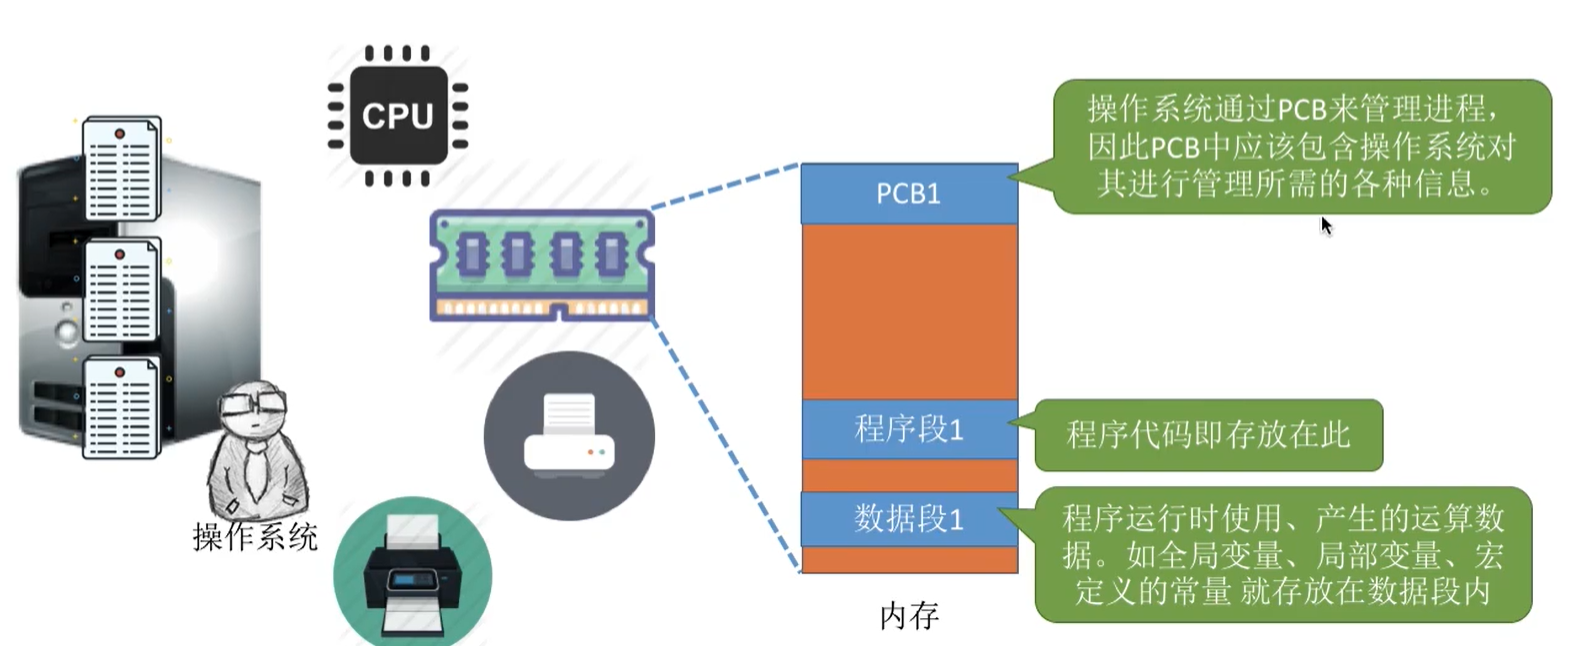 CPU
操作系统
PCB1
程序段1
数据段1
内存
操作系统通过PCB来管理进程，
因此PCB中应该包含操作系统对
其进行管理所需的各种信息。
程序代码即存放在此
程序运行时使用、产生的运算数
据。如全局变量、局部变量、宏
定义的常量 就存放在数据段内